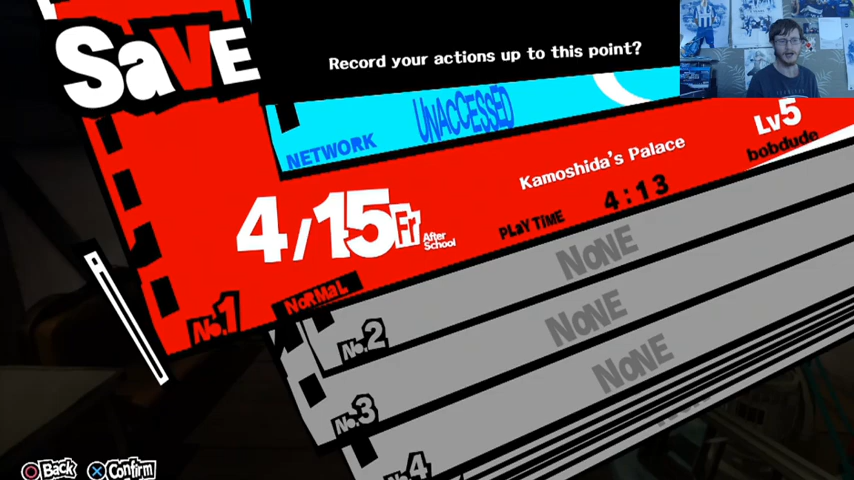 SaVE
Record your actions up to this point?
NETWORK UNACCESSED
Kamoshida's Palace
Lv5
bobdude
4/15 Fr After School
PLaY TIME 4:13
No.1 NoRMaL
No.2 NoNE
No.3 NoNE
NoNE
No.4
Back Confirm